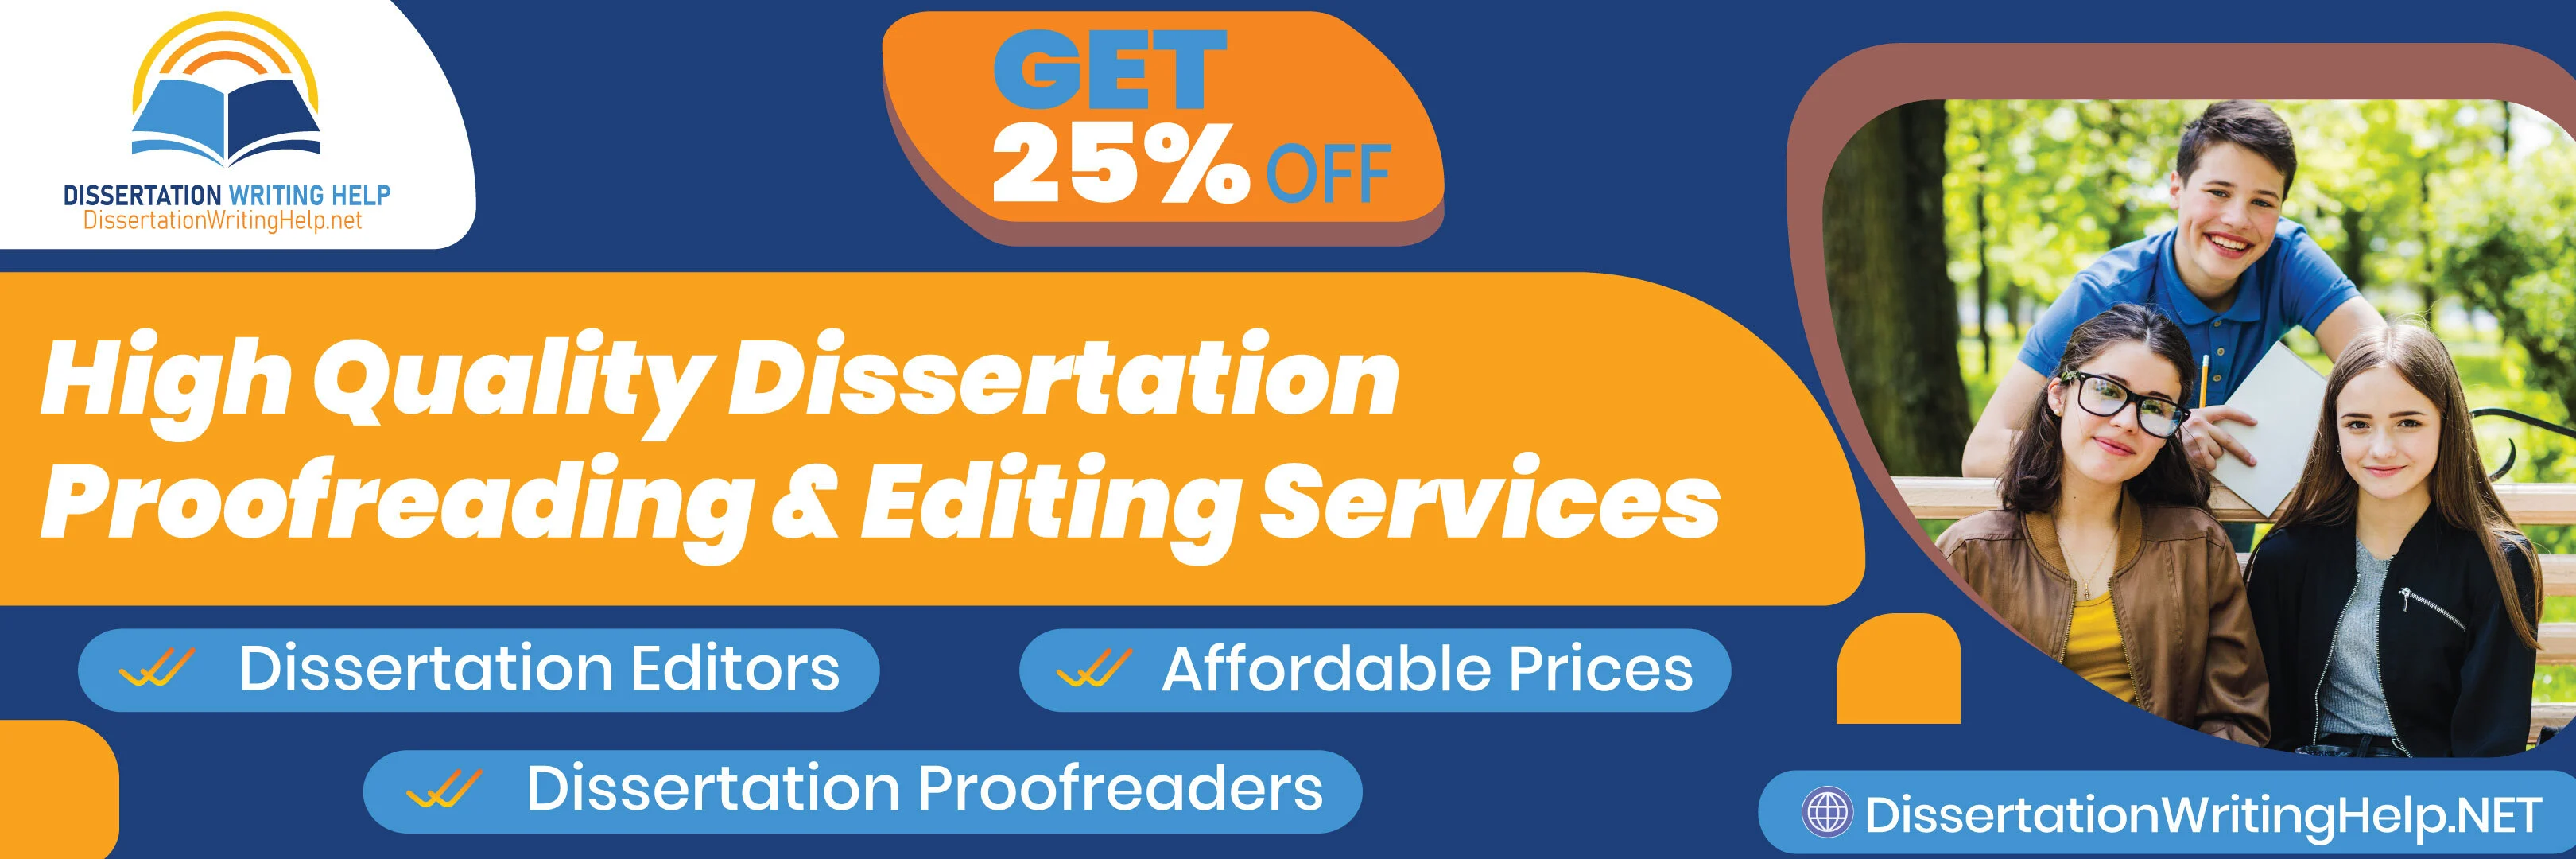 DISSERTATION WRITING HELP
DissertationWritingHelp.net
GET
25% OFF
High Quality Dissertation
Proofreading & Editing Services
Dissertation Editors
Affordable Prices
Dissertation Proofreaders
DissertationWritingHelp.NET